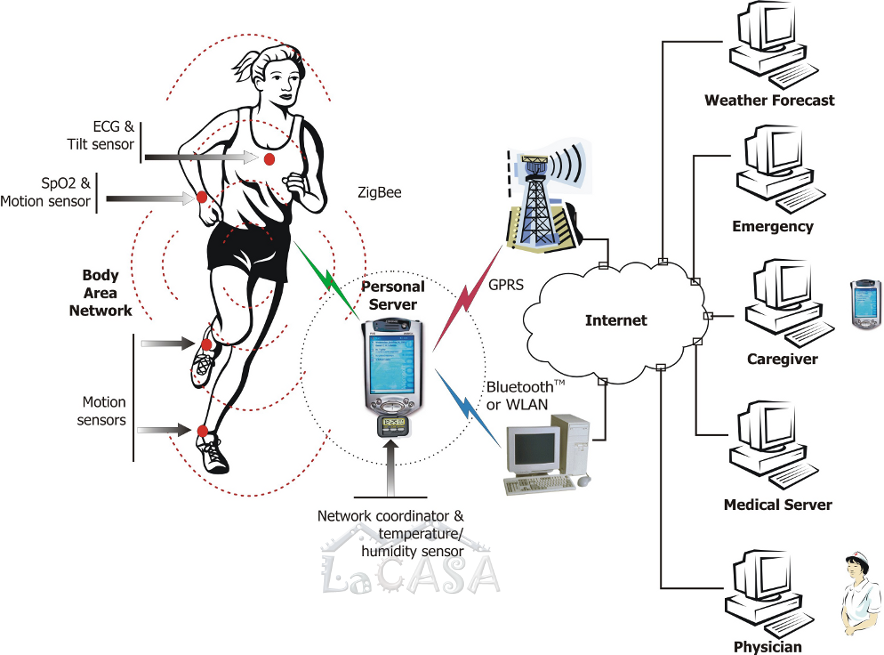 ECG &
Tilt sensor
SpO2 &
Motion sensor
ZigBee
Body
Area
Network
Motion
sensors
Personal
Server
Network coordinator &
temperature/
humidity sensor
LaCASA
GPRS
Bluetooth™
or WLAN
Internet
Weather Forecast
Emergency
Caregiver
Medical Server
Physician